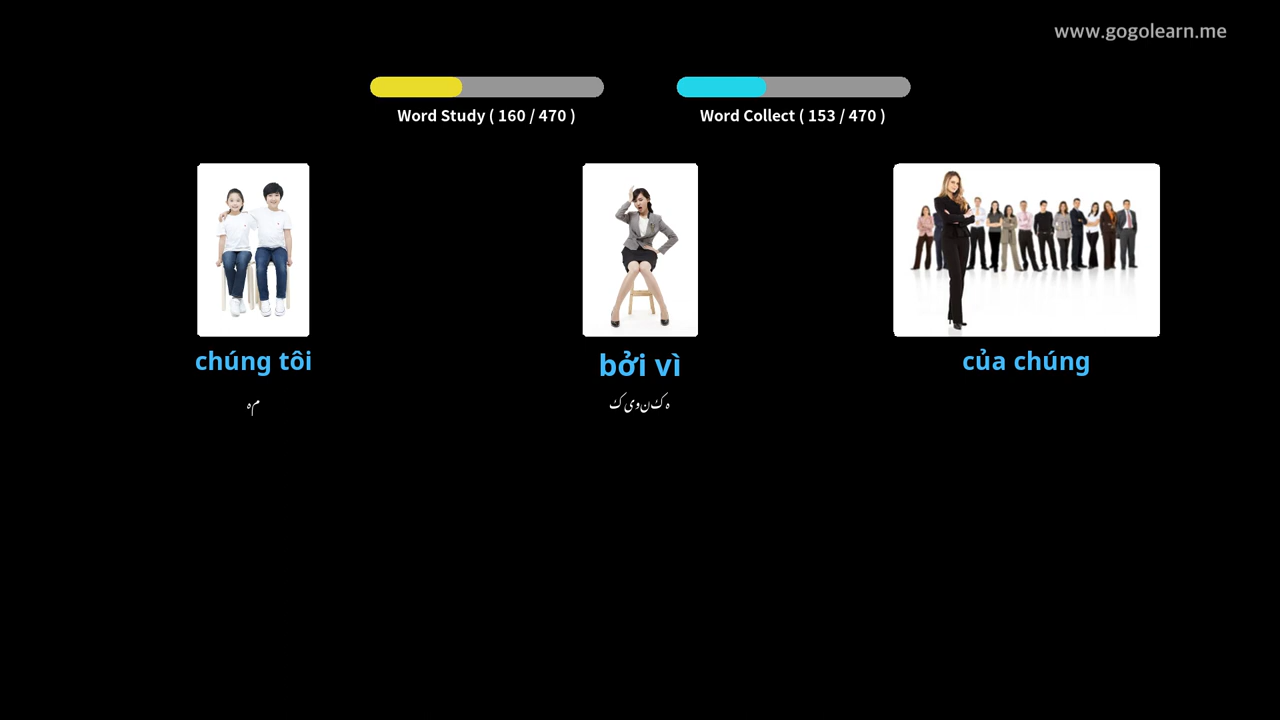 www.gogolearn.me
Word Study ( 160 / 470 )
Word Collect ( 153 / 470 )
chúng tôi
bởi vì
của chúng
ہم
کیونکہ